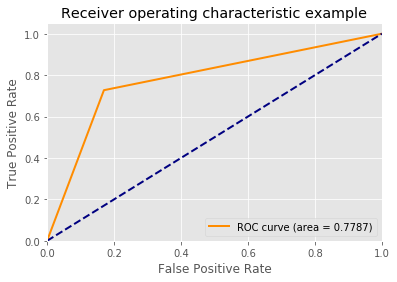 Receiver operating characteristic example
True Positive Rate
1.0
0.8
0.6
0.4
0.2
0.0
ROC curve (area = 0.7787)
0.0 0.2 0.4 0.6 0.8 1.0
False Positive Rate